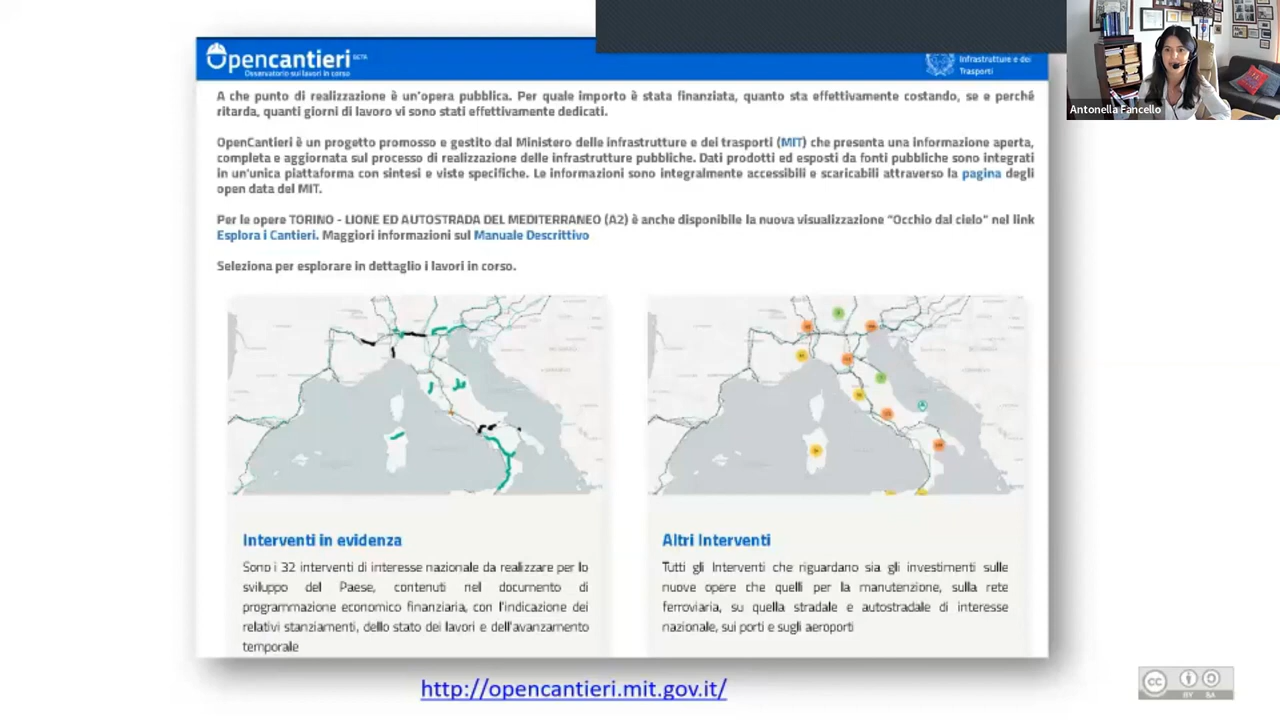 Opencantieri BETA
Osservatorio sui lavori in corso
Infrastrutture e dei
Trasporti
Antonella Fancello
A che punto di realizzazione è un'opera pubblica. Per quale importo è stata finanziata, quanto sta effettivamente costando, se e perché
ritarda, quanti giorni di lavoro vi sono stati effettivamente dedicati.
OpenCantieri è un progetto promosso e gestito dal Ministero delle infrastrutture e dei trasporti (MIT) che presenta una informazione aperta,
completa e aggiornata sul processo di realizzazione delle infrastrutture pubbliche. Dati prodotti ed esposti da fonti pubbliche sono integrati
in un'unica piattaforma con sintesi e viste specifiche. Le informazioni sono integralmente accessibili e scaricabili attraverso la pagina degli
open data del MIT.
Per le opere TORINO - LIONE ED AUTOSTRADA DEL MEDITERRANEO (A2) è anche disponibile la nuova visualizzazione "Occhio dal cielo" nel link
Esplora i Cantieri. Maggiori informazioni sul Manuale Descrittivo
Seleziona per esplorare in dettaglio i lavori in corso.
Interventi in evidenza
Sono i 32 interventi di interesse nazionale da realizzare per lo
sviluppo del Paese, contenuti nel documento di
programmazione economico finanziaria, con l'indicazione dei
relativi stanziamenti, dello stato dei lavori e dell'avanzamento
temporale
Altri Interventi
Tutti gli Interventi che riguardano sia gli investimenti sulle
nuove opere che quelli per la manutenzione, sulla rete
ferroviaria, su quella stradale e autostradale di interesse
nazionale, sui porti e sugli aeroporti
http://opencantieri.mit.gov.it/
cc BY SA